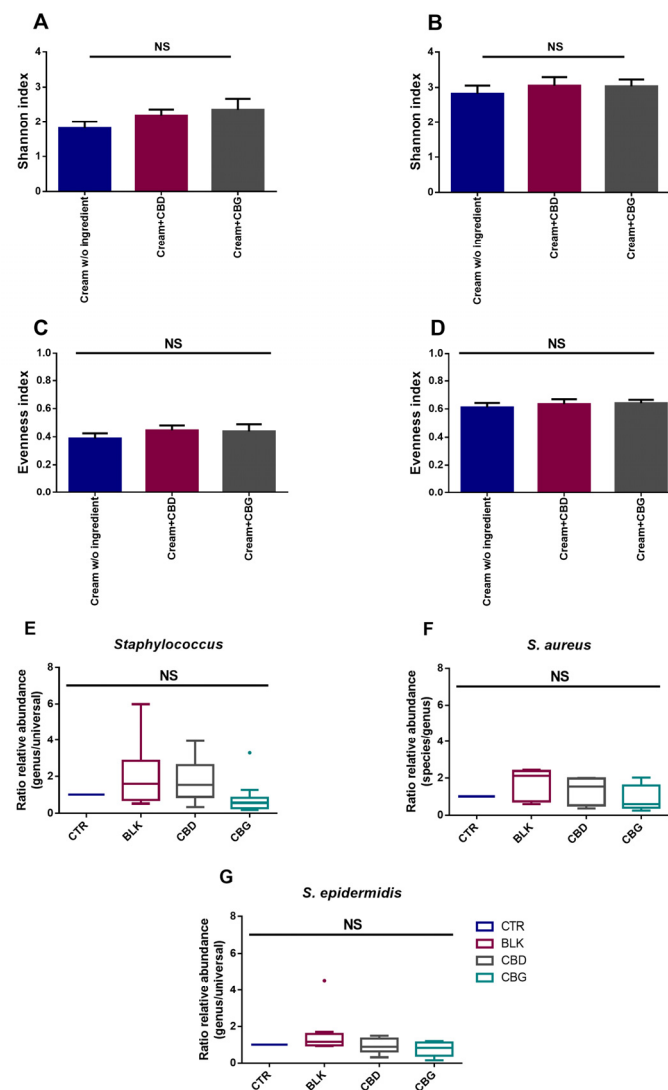 A
NS
Shannon index
4
3
2
1
0
Cream w/o ingredient
Cream+CBD
Cream+CBG
B
NS
Shannon index
4
3
2
1
0
Cream w/o ingredient
Cream+CBD
Cream+CBG
C
NS
Evenness index
1.0
0.8
0.6
0.4
0.2
0.0
Cream w/o ingredient
Cream+CBD
Cream+CBG
D
NS
Evenness index
1.0
0.8
0.6
0.4
0.2
0.0
Cream w/o ingredient
Cream+CBD
Cream+CBG
E
Staphylococcus
NS
Ratio relative abundance
(genus/universal)
8
6
4
2
0
CTR
BLK
CBD
CBG
F
S. aureus
NS
Ratio relative abundance
(species/genus)
8
6
4
2
0
CTR
BLK
CBD
CBG
G
S. epidermidis
NS
Ratio relative abundance
(genus/universal)
8
6
4
2
0
CTR
BLK
CBD
CBG
CTR
BLK
CBD
CBG